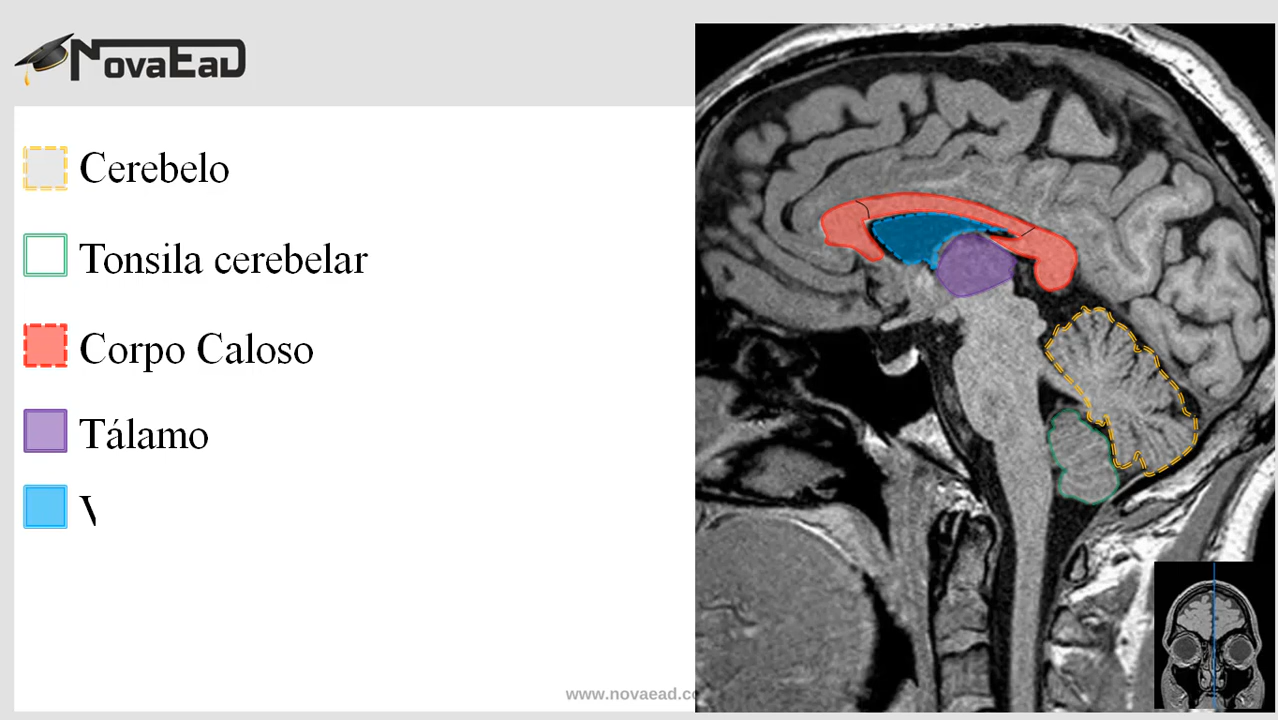 NovaEaD
Cerebelo
Tonsila cerebelar
Corpo Caloso
Tálamo
V
www.novaead.co